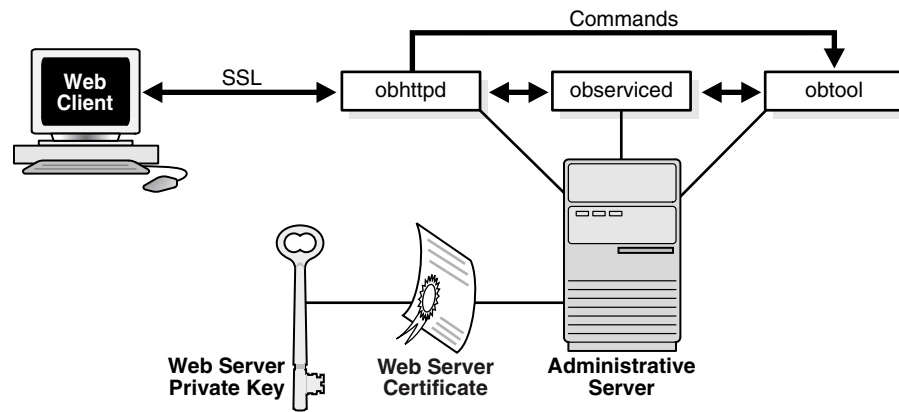 Commands
Web
Client
SSL
obhttpd
observiced
obtool
Web Server
Private Key
Web Server
Certificate
Administrative
Server